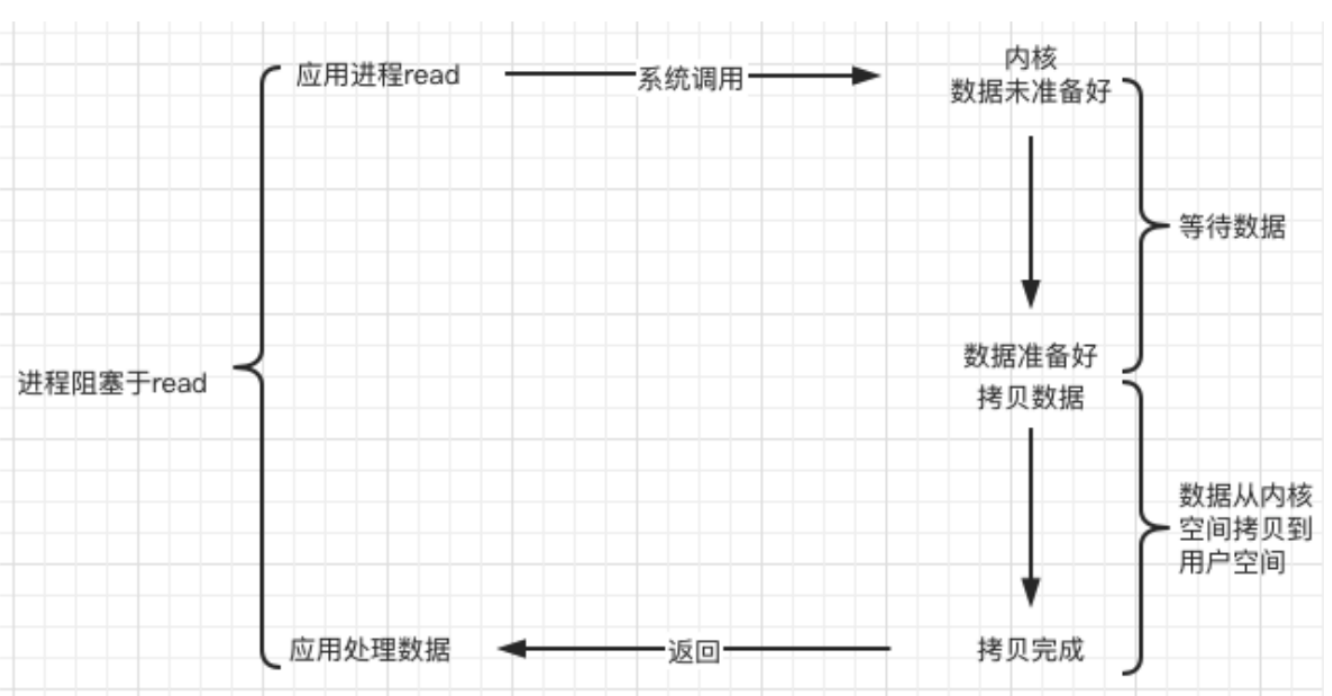 应用进程read
系统调用
内核
数据未准备好
等待数据
数据准备好
进程阻塞于read
拷贝数据
数据从内核
空间拷贝到
用户空间
应用处理数据
返回
拷贝完成